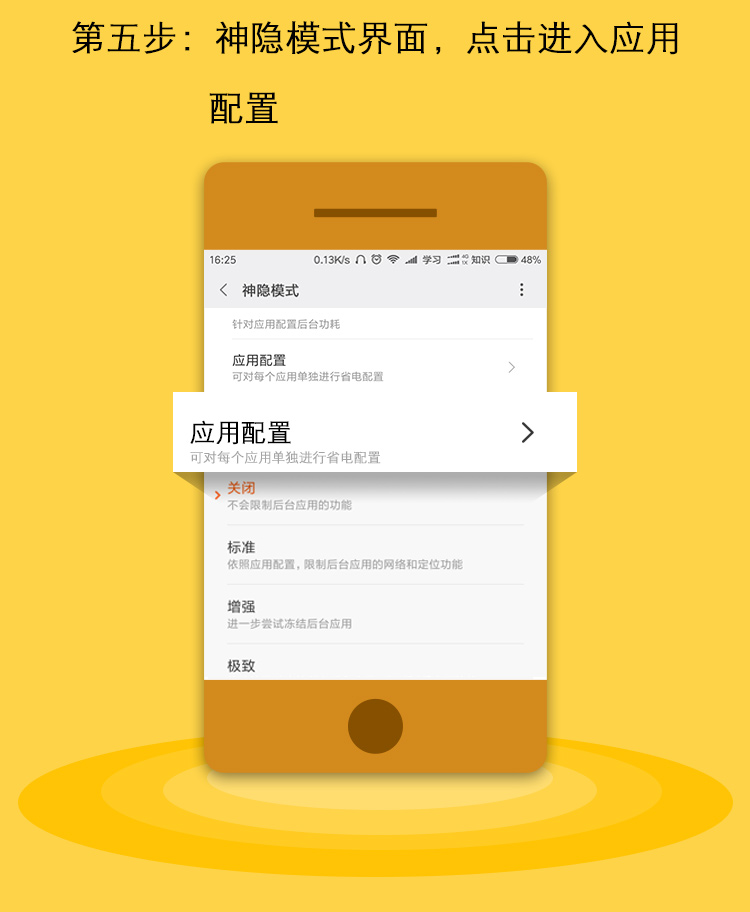 第五步：神隐模式界面，点击进入应用
配置
16:25 0.13K/s 学习 4G 1X 知识 48%
神隐模式
针对应用配置后台功耗
应用配置
可对每个应用单独进行省电配置
应用配置
可对每个应用单独进行省电配置
关闭
不会限制后台应用的功能
标准
依照应用配置，限制后台应用的网络和定位功能
增强
进一步尝试冻结后台应用
极致